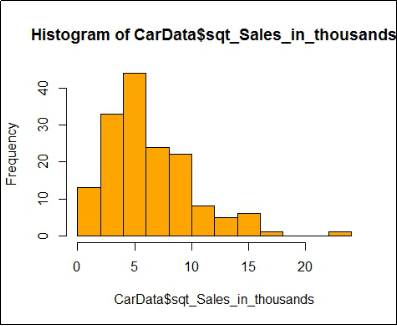 Histogram of CarData$sqt_Sales_in_thousands
Frequency
40
30
20
10
0
0 5 10 15 20
CarData$sqt_Sales_in_thousands